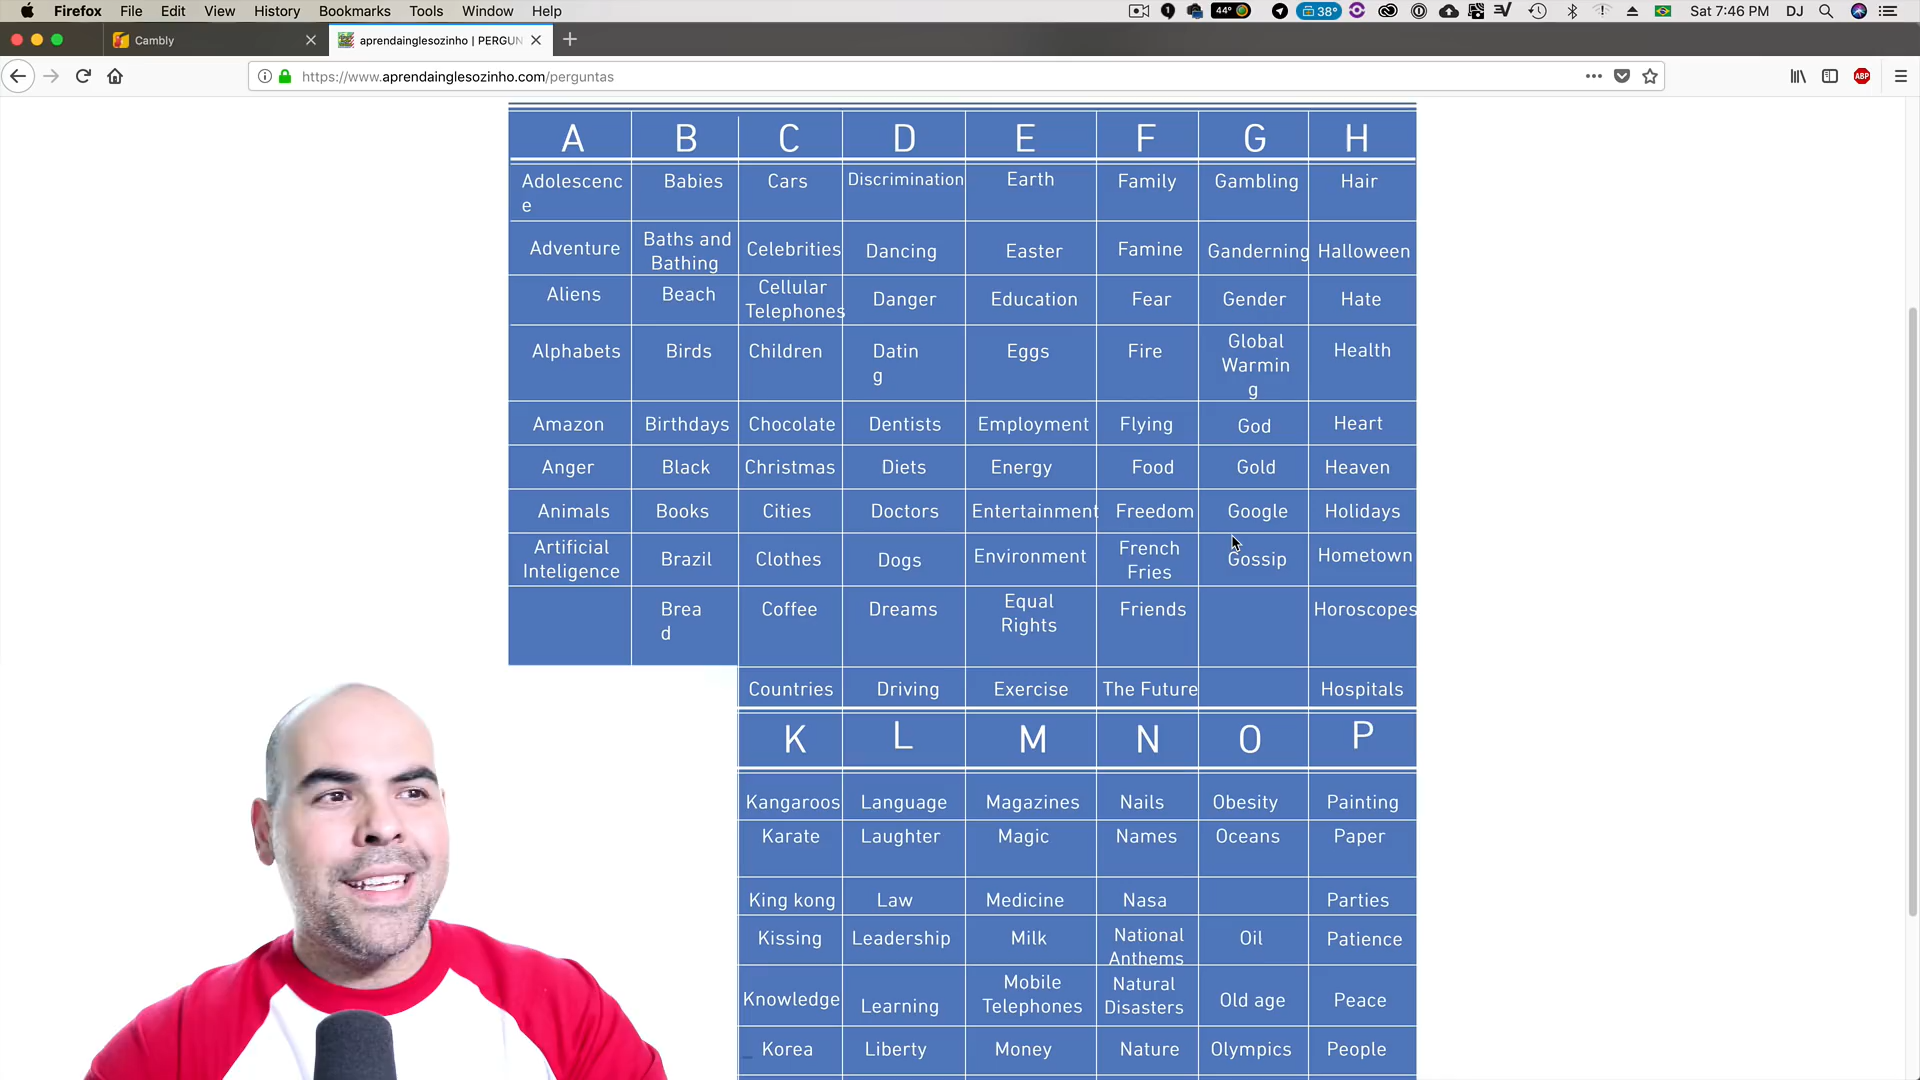 Firefox File Edit View History Bookmarks Tools Window Help 44° 38° Sat 7:46 PM DJ
Cambly
aprendainglesozinho | PERGUN
https://www.aprendainglesozinho.com/perguntas
ABP
A B C D E F G H
Adolescenc
e
Babies Cars Discrimination Earth Family Gambling Hair
Adventure
Baths and
Bathing
Celebrities Dancing Easter Famine Ganderning Halloween
Aliens Beach
Cellular
Telephones
Danger Education Fear Gender Hate
Alphabets Birds Children
Datin
g
Eggs Fire
Global
Warmin
g
Health
Amazon Birthdays Chocolate Dentists Employment Flying God Heart
Anger Black Christmas Diets Energy Food Gold Heaven
Animals Books Cities Doctors Entertainment Freedom Google Holidays
Artificial
Inteligence
Brazil Clothes Dogs Environment
French
Fries
Gossip Hometown
Brea
d
Coffee Dreams
Equal
Rights
Friends Horoscopes
Countries Driving Exercise The Future Hospitals
K L M N O P
Kangaroos Language Magazines Nails Obesity Painting
Karate Laughter Magic Names Oceans Paper
King kong Law Medicine Nasa Parties
Kissing Leadership Milk
National
Anthems
Oil Patience
Knowledge Learning
Mobile
Telephones
Natural
Disasters
Old age Peace
Korea Liberty Money Nature Olympics People